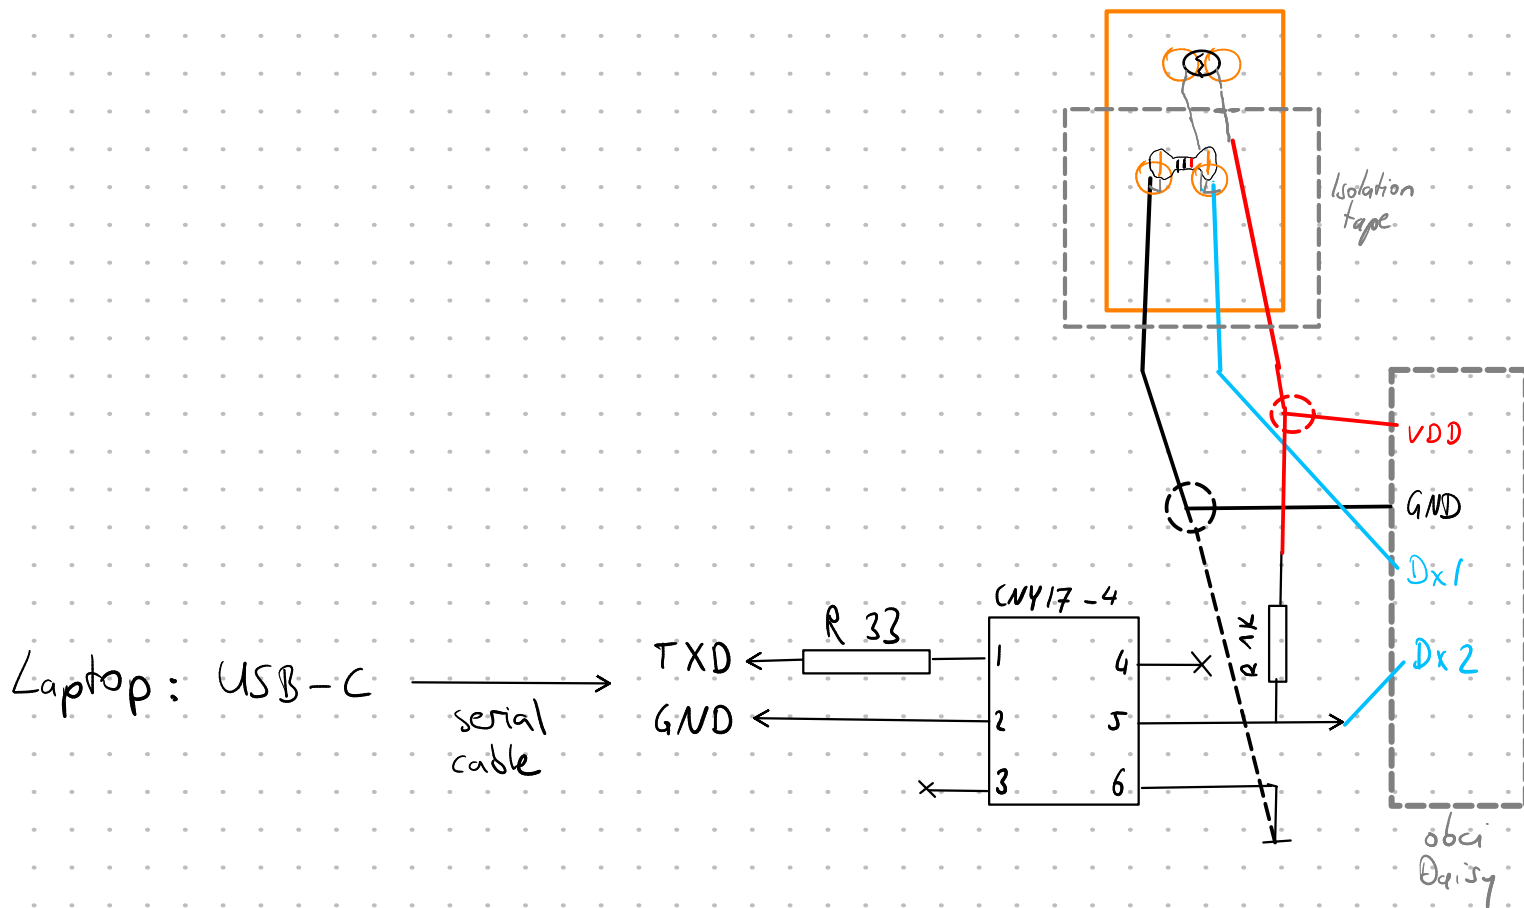 Isolation
tape
VDD
GND
Dx1
CNY17-4
R 33
R 1K
TXD
1
4
Dx2
Laptop: USB-C
serial
cable
GND
2
5
3
6
obci
Daisy